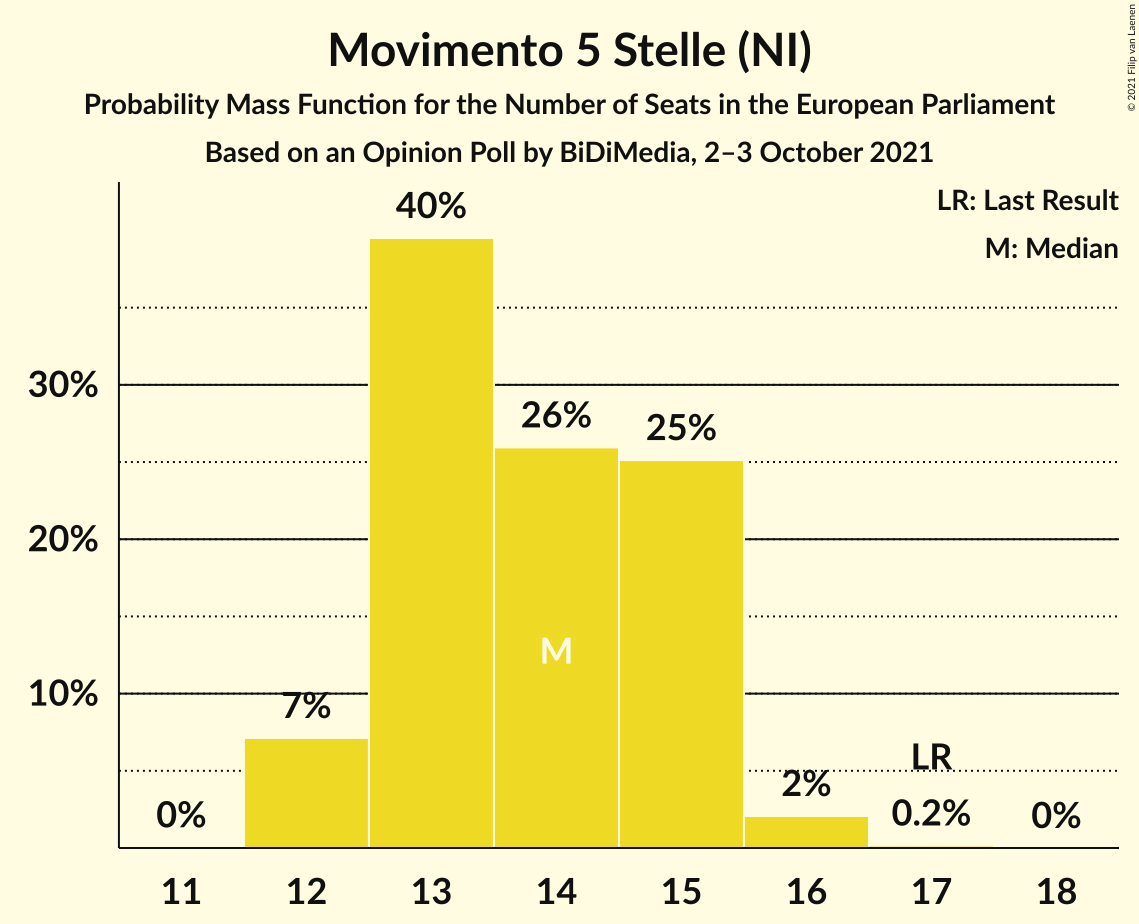 Movimento 5 Stelle (NI)
Probability Mass Function for the Number of Seats in the European Parliament
Based on an Opinion Poll by BiDiMedia, 2–3 October 2021
© 2021 Filip van Laenen
LR: Last Result
M: Median
40%
30%
26%
25%
20%
M
10%
7%
LR
2%
0%
0.2%
0%
11 12 13 14 15 16 17 18